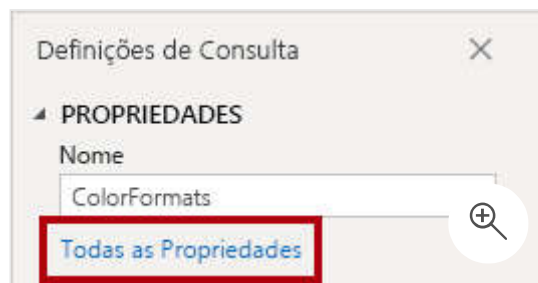 Definições de Consulta
PROPRIEDADES
Nome
ColorFormats
Todas as Propriedades